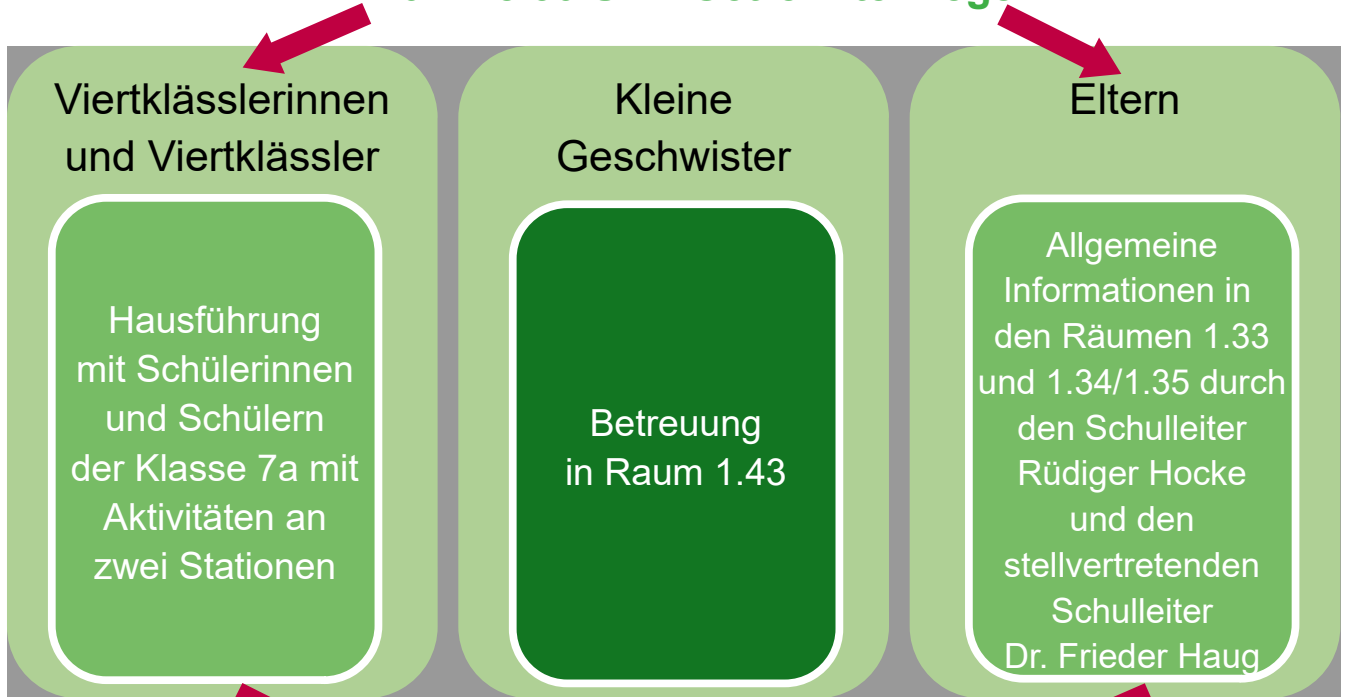 Viertklässlerinnen
und Viertklässler
Hausführung
mit Schülerinnen
und Schülern
der Klasse 7a mit
Aktivitäten an
zwei Stationen
Kleine
Geschwister
Betreuung
in Raum 1.43
Eltern
Allgemeine
Informationen in
den Räumen 1.33
und 1.34/1.35 durch
den Schulleiter
Rüdiger Hocke
und den
stellvertretenden
Schulleiter
Dr. Frieder Haug